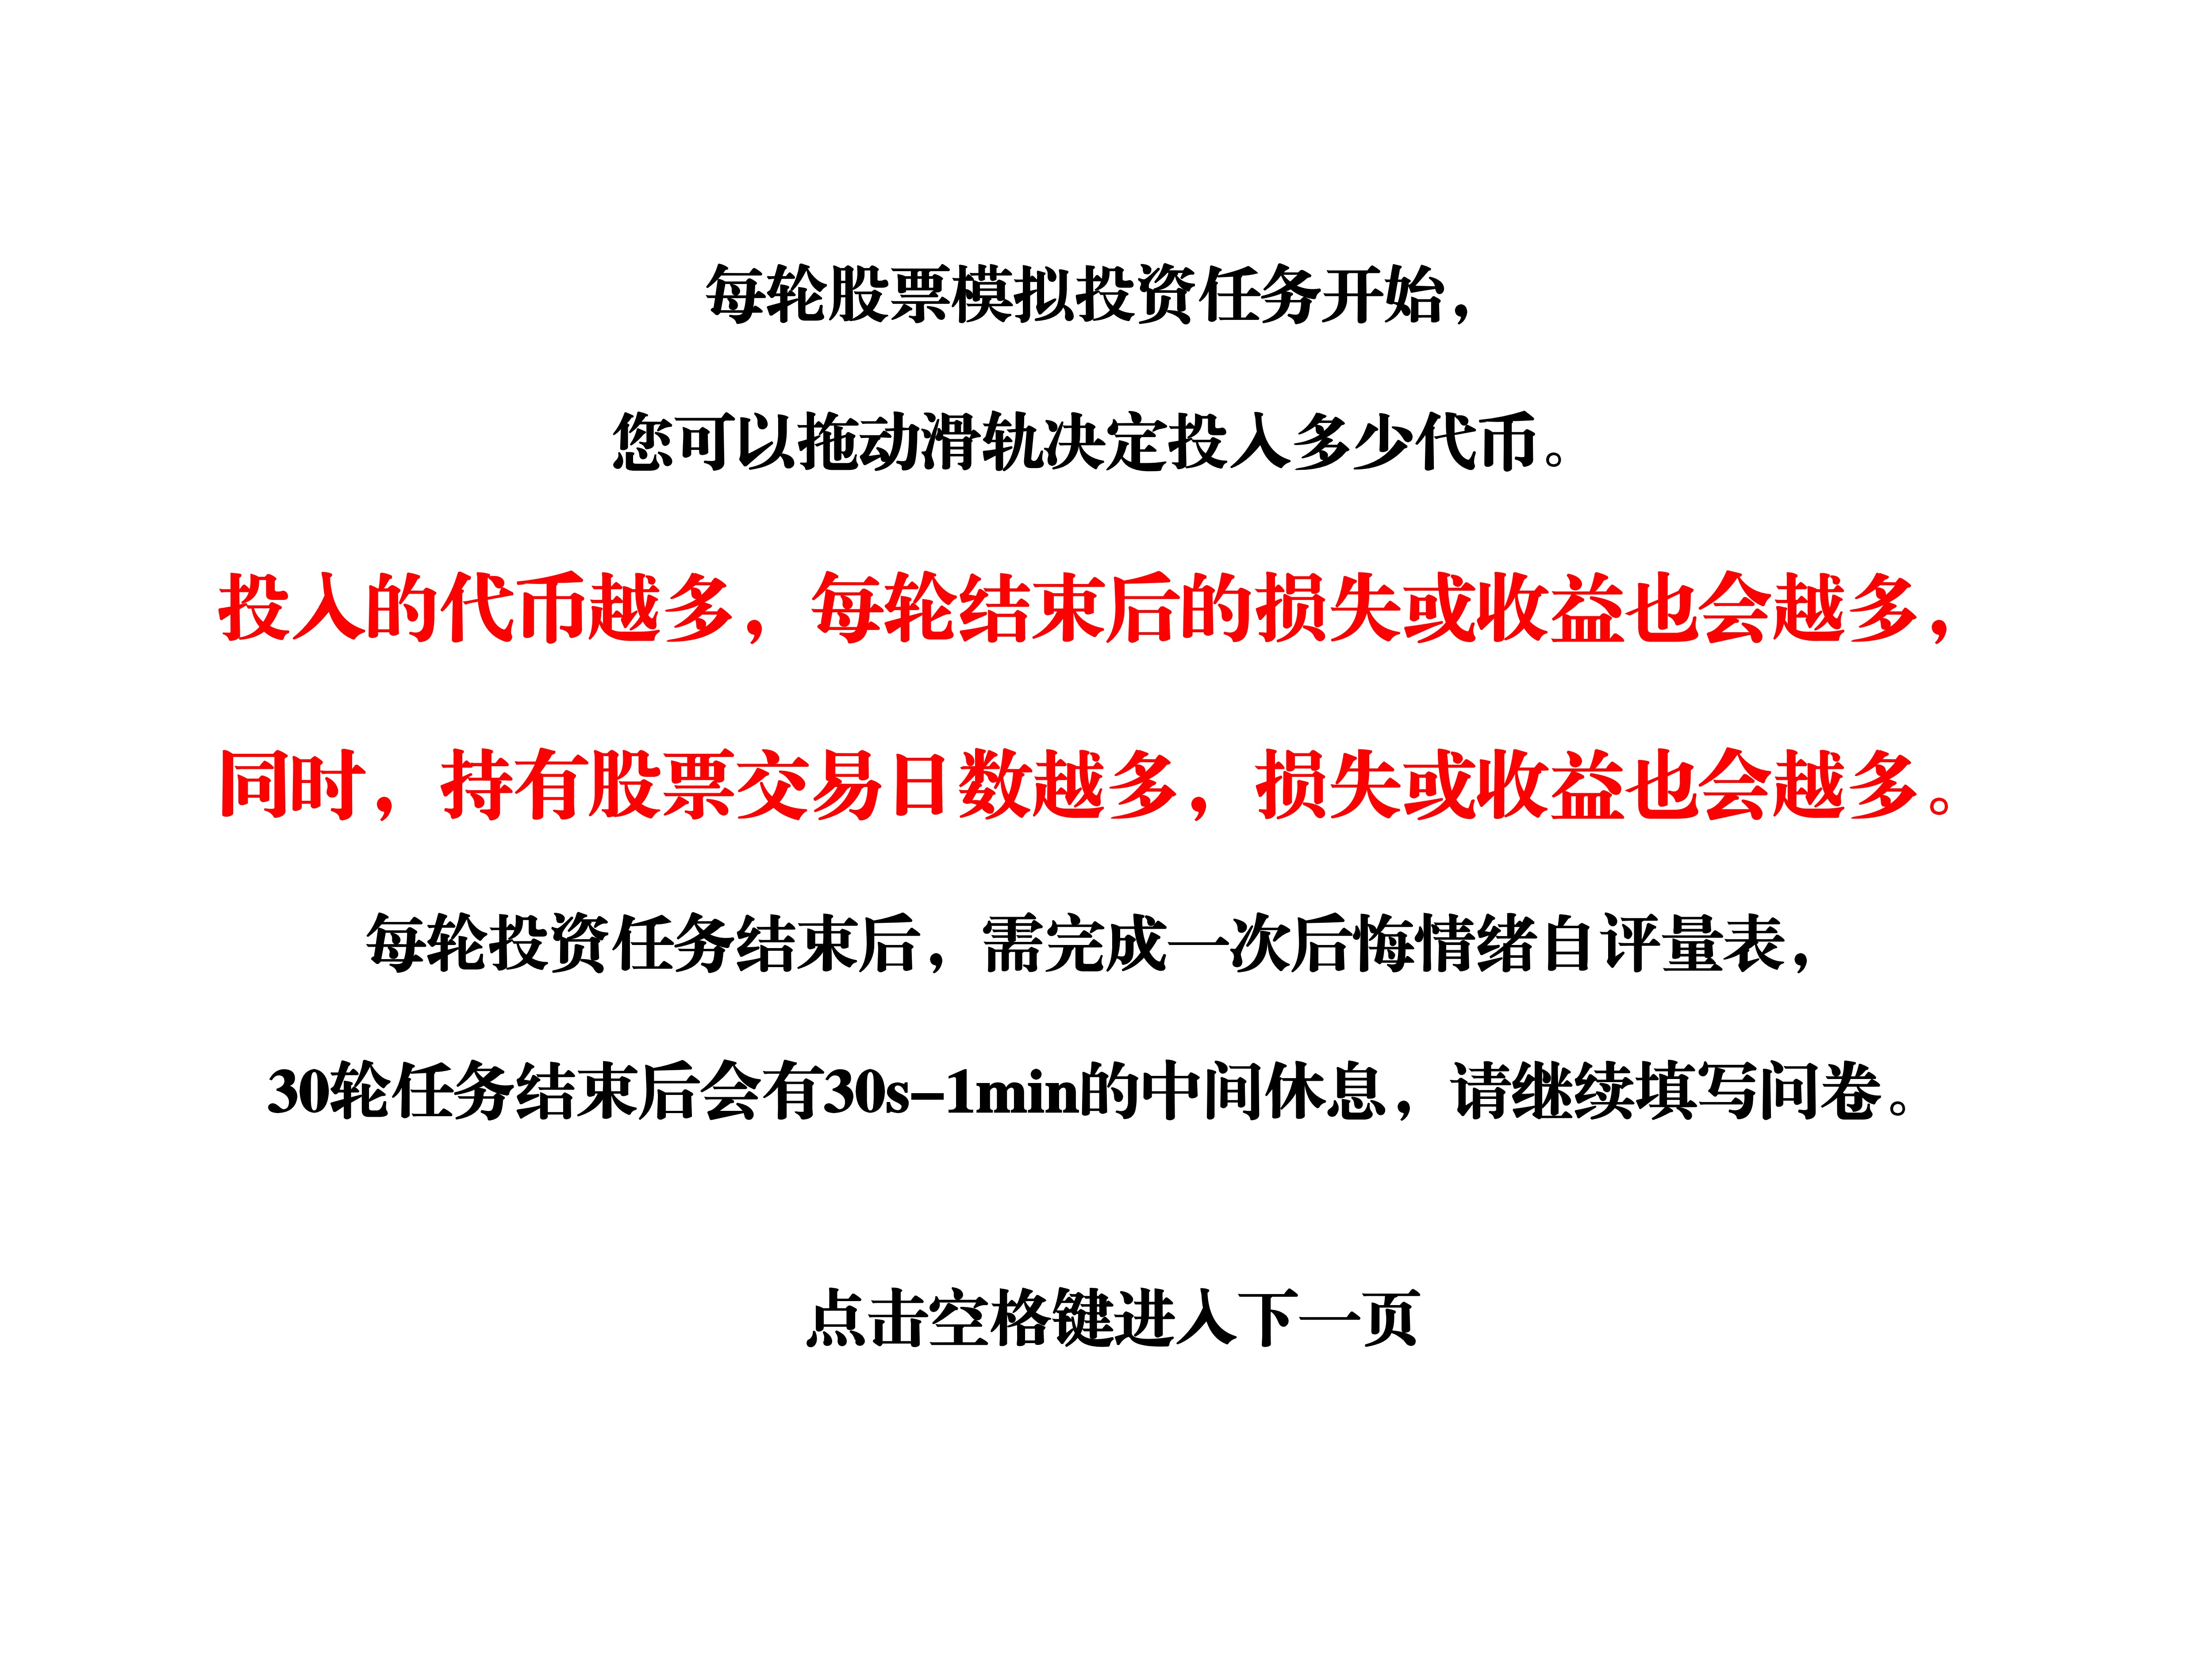 每轮股票模拟投资任务开始，
您可以拖动滑轨决定投入多少代币。
投入的代币越多，每轮结束后的损失或收益也会越多，
同时，持有股票交易日数越多，损失或收益也会越多。
每轮投资任务结束后，需完成一次后悔情绪自评量表，
30轮任务结束后会有30s–1min的中间休息，请继续填写问卷。
点击空格键进入下一页